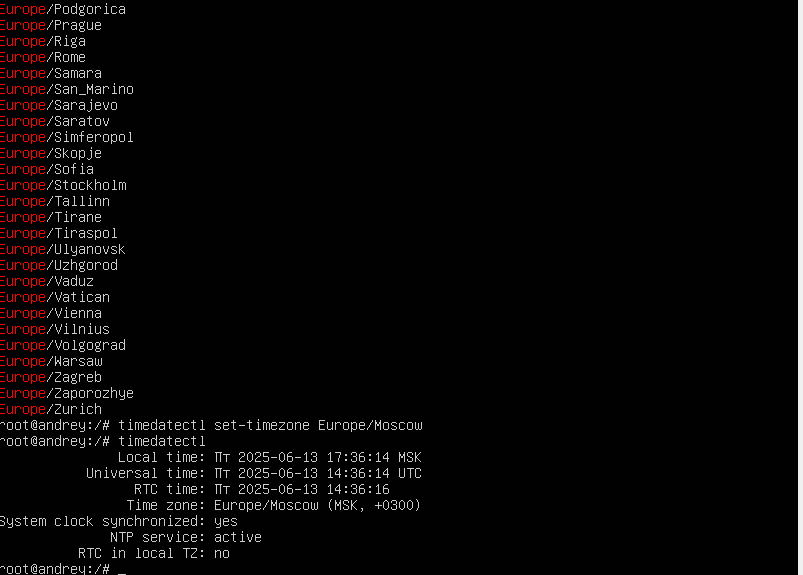 Europe/Podgorica
Europe/Prague
Europe/Riga
Europe/Rome
Europe/Samara
Europe/San_Marino
Europe/Sarajevo
Europe/Saratov
Europe/Simferopol
Europe/Skopje
Europe/Sofia
Europe/Stockholm
Europe/Tallinn
Europe/Tirane
Europe/Tiraspol
Europe/Ulyanovsk
Europe/Uzhgorod
Europe/Vaduz
Europe/Vatican
Europe/Vienna
Europe/Vilnius
Europe/Volgograd
Europe/Warsaw
Europe/Zagreb
Europe/Zaporozhye
Europe/Zurich
root@andrey:/# timedatectl set-timezone Europe/Moscow
root@andrey:/# timedatectl
Local time: Пт 2025-06-13 17:36:14 MSK
Universal time: Пт 2025-06-13 14:36:14 UTC
RTC time: Пт 2025-06-13 14:36:16
Time zone: Europe/Moscow (MSK, +0300)
System clock synchronized: yes
NTP service: active
RTC in local TZ: no
root@andrey:/# _